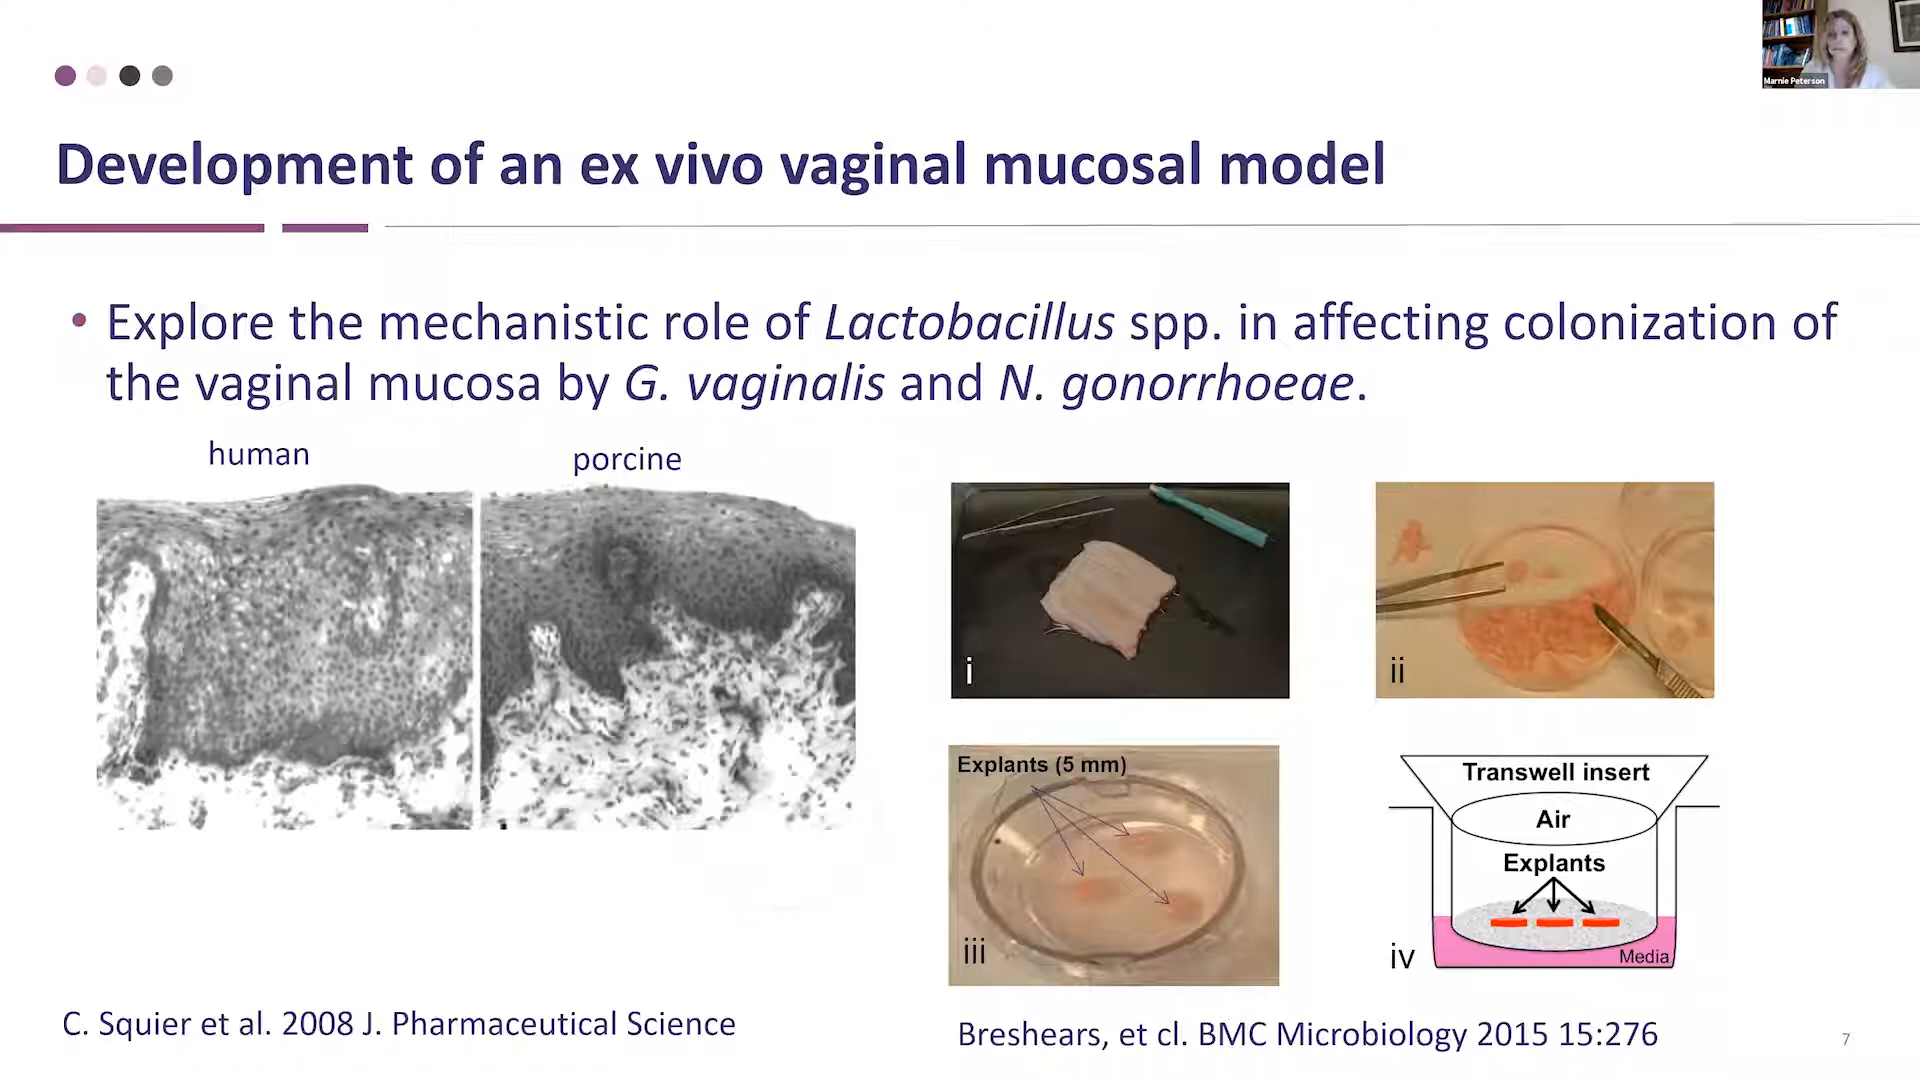 Marnie Peterson
Development of an ex vivo vaginal mucosal model
• Explore the mechanistic role of Lactobacillus spp. in affecting colonization of
the vaginal mucosa by G. vaginalis and N. gonorrhoeae.
human
porcine
i
ii
Explants (5 mm)
iii
Transwell insert
Air
Explants
Media
iv
C. Squier et al. 2008 J. Pharmaceutical Science
Breshears, et cl. BMC Microbiology 2015 15:276
7